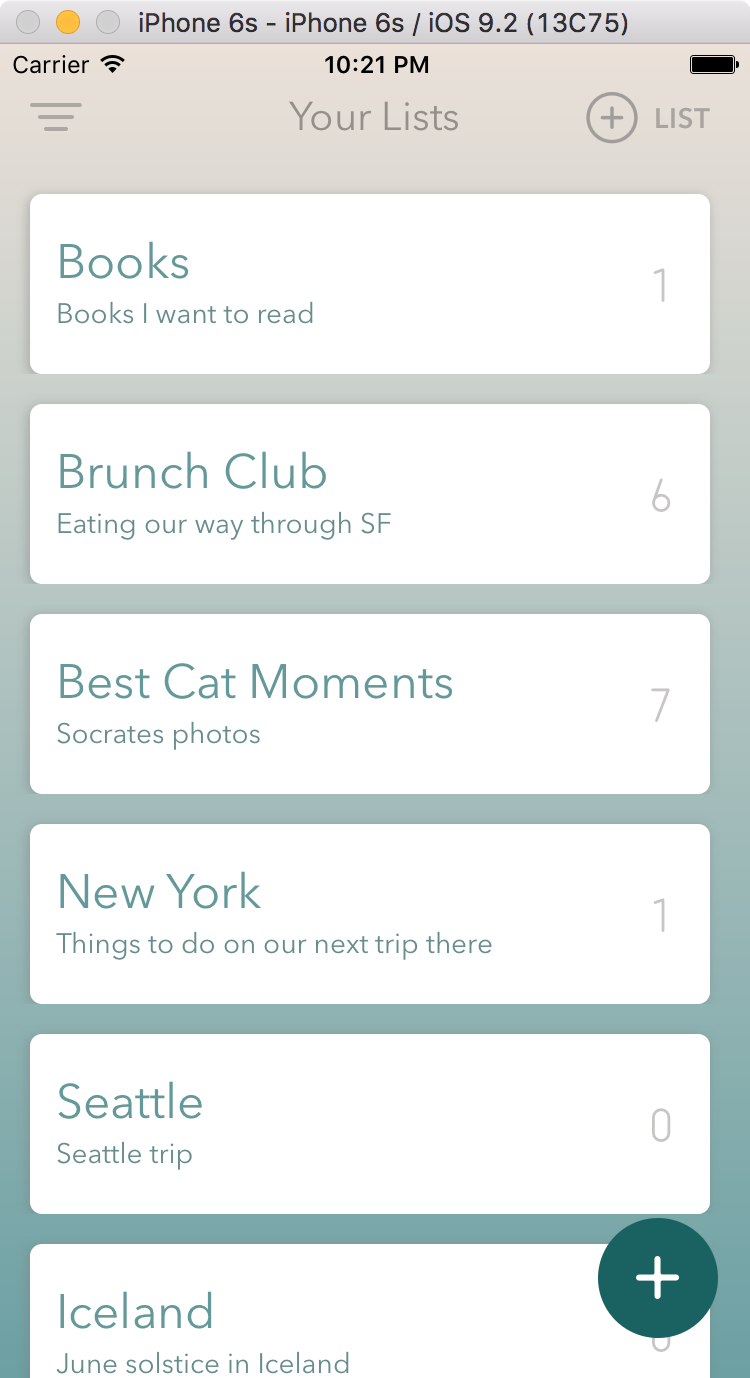 iPhone 6s - iPhone 6s / iOS 9.2 (13C75)
Carrier 10:21 PM
Your Lists LIST
Books
Books I want to read
1
Brunch Club
Eating our way through SF
6
Best Cat Moments
Socrates photos
7
New York
Things to do on our next trip there
1
Seattle
Seattle trip
0
Iceland
June solstice in Iceland